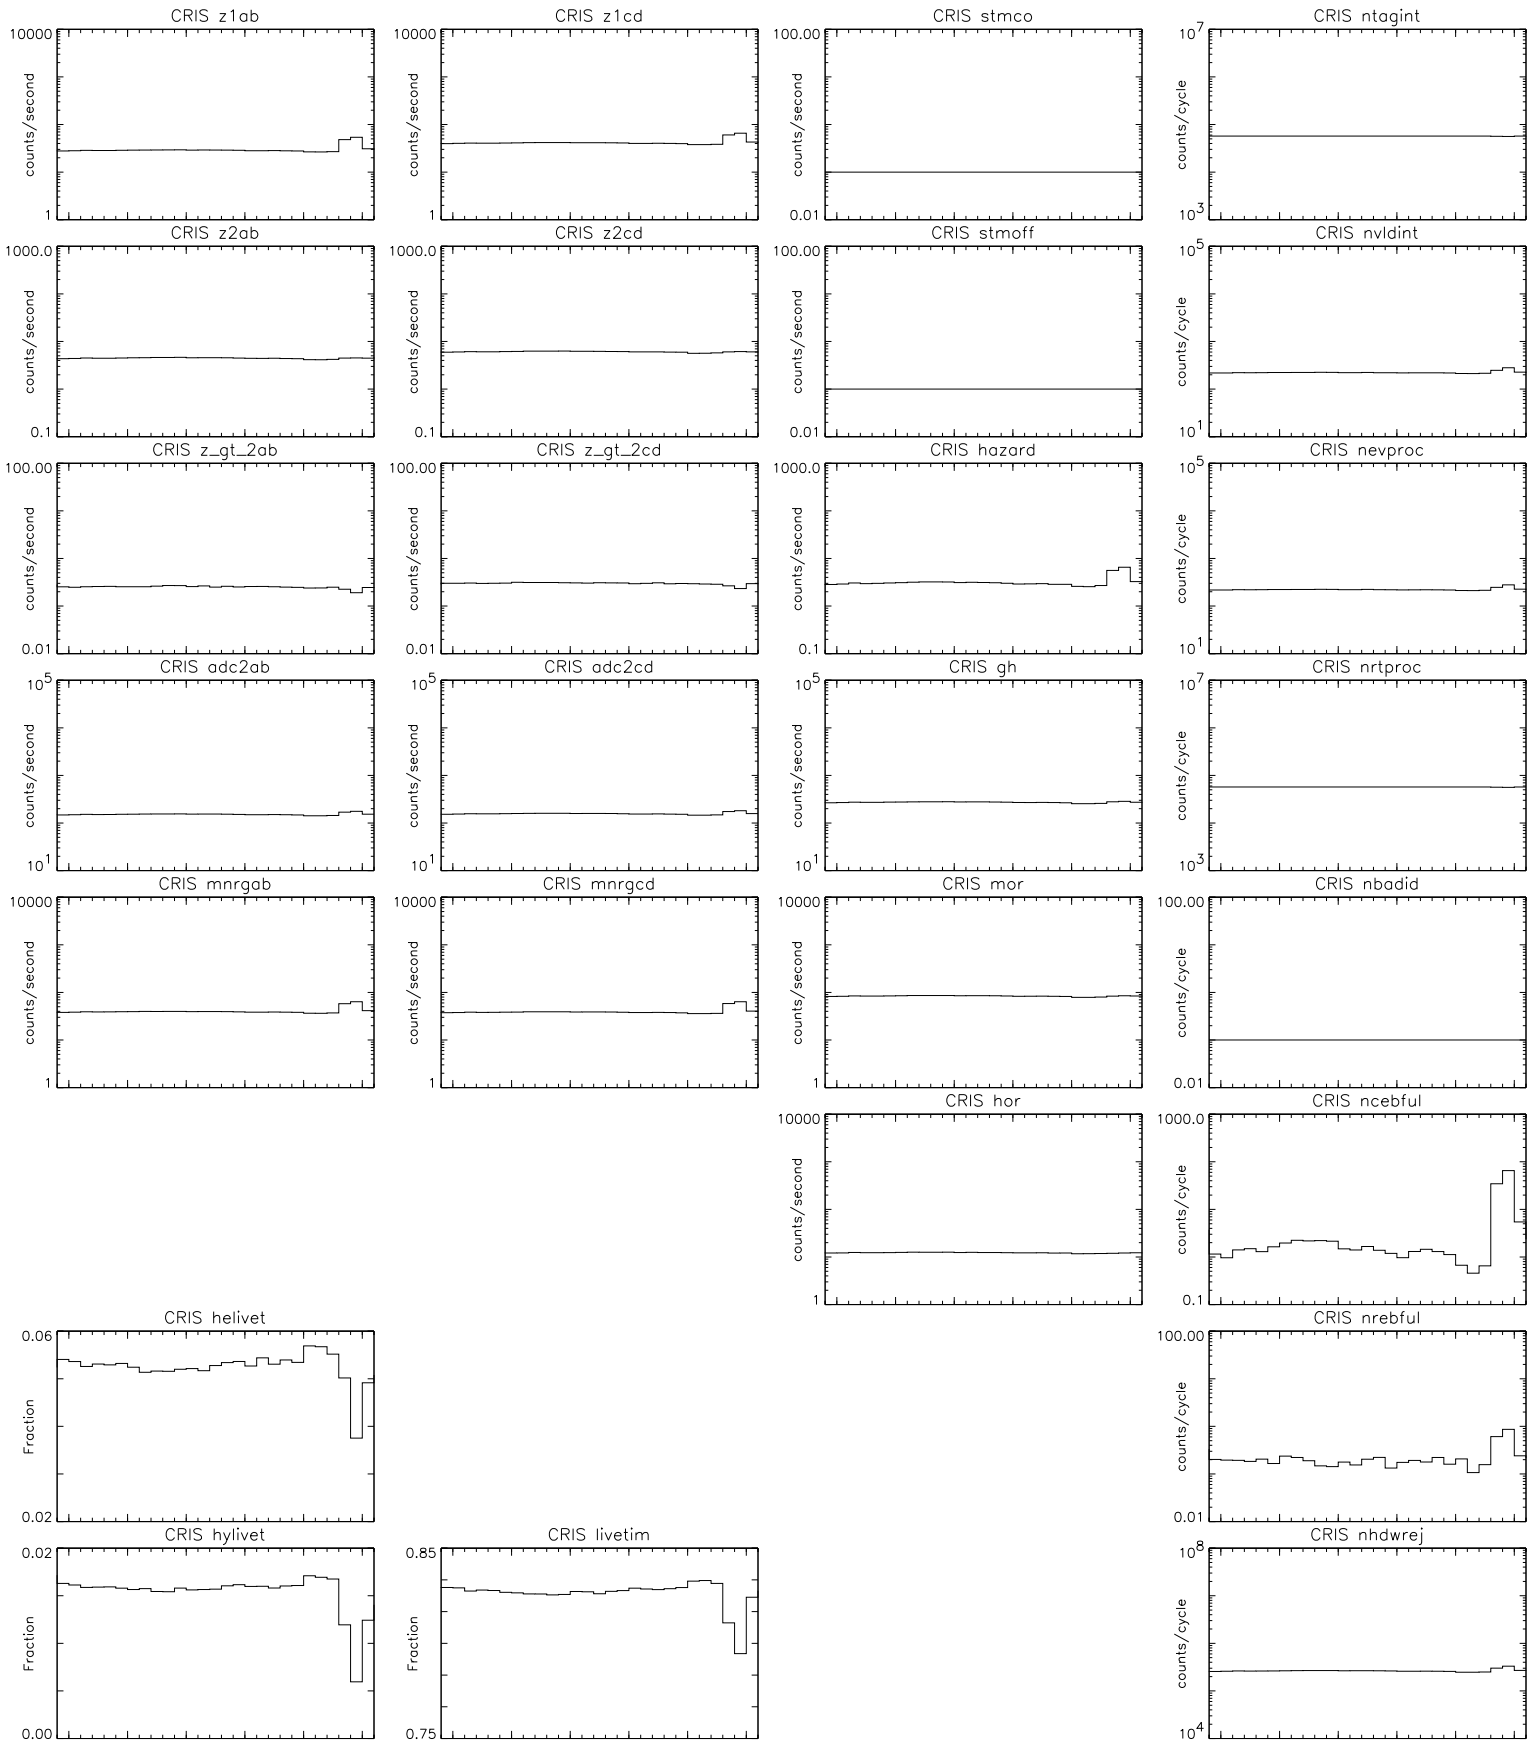 CRIS z1ab
CRIS z1cd
CRIS stmco
CRIS ntagint
10000
counts/second
1
10000
counts/second
1
100.00
counts/second
0.01
10^7
counts/cycle
10^3
CRIS z2ab
CRIS z2cd
CRIS stmoff
CRIS nvldint
1000.0
counts/second
0.1
1000.0
counts/second
0.1
100.00
counts/second
0.01
10^5
counts/cycle
10^1
CRIS z_gt_2ab
CRIS z_gt_2cd
CRIS hazard
CRIS nevproc
100.00
counts/second
0.01
100.00
counts/second
0.01
1000.0
counts/second
0.1
10^5
counts/cycle
10^1
CRIS adc2ab
CRIS adc2cd
CRIS gh
CRIS nrtproc
10^5
counts/second
10^1
10^5
counts/second
10^1
10^5
counts/second
10^1
10^7
counts/cycle
10^3
CRIS mnrgab
CRIS mnrgcd
CRIS mor
CRIS nbadid
10000
counts/second
1
10000
counts/second
1
10000
counts/second
1
100.00
counts/cycle
0.01
CRIS hor
CRIS ncebful
10000
counts/second
1
1000.0
counts/cycle
0.1
CRIS helivet
CRIS nrebful
0.06
Fraction
0.02
100.00
counts/cycle
0.01
CRIS hylivet
CRIS livetim
CRIS nhdwrej
0.02
Fraction
0.00
0.85
Fraction
0.75
10^8
counts/cycle
10^4